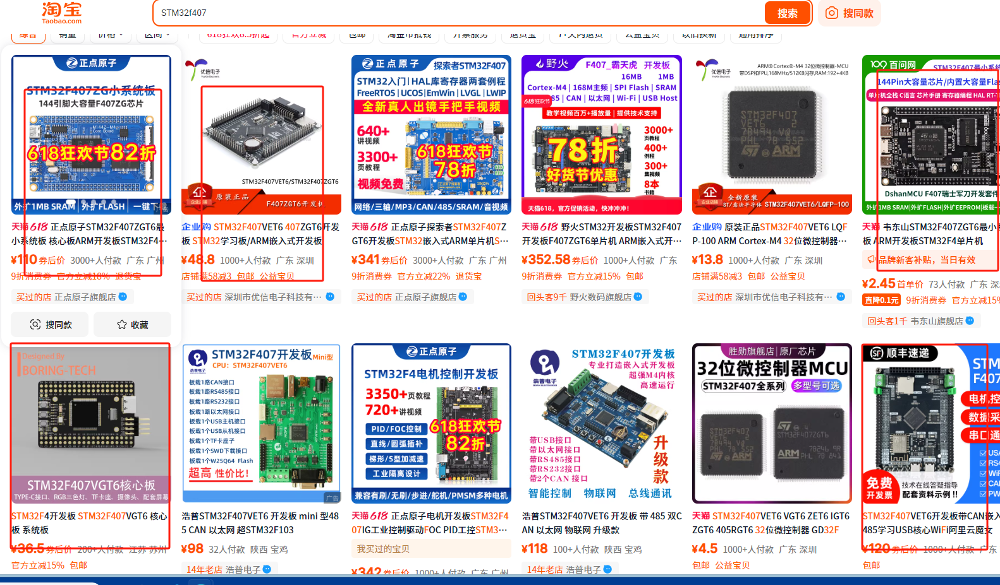 淘宝
Taobao.com
STM32f407
搜索
搜同款
综合
销量
价格
区间
618狂欢8.5折起
官方立减
包邮
淘金币抵钱
开票服务
退货宝
7+天内退货
公益宝贝
以旧换新
通用排序
正点原子
STM32F407ZG小系统板
144引脚大容量F407ZG芯片
M144Z-M4
Core Board
618狂欢节82折
外扩1MB SRAM
外扩FLASH
一键下载
天猫618 正点原子STM32F407ZGT6最
小系统板 核心板ARM开发板STM32F4…
¥110 券后价 3000+人付款 广东 广州
9折消费券 官方立减18% 退货宝
买过的店 正点原子旗舰店
搜同款
收藏
优信电子
STM32F407VET6/STM32F407ZGT6
企业店铺
原装正品
F407ZGT6开发板
企业购 STM32F407VET6 407ZGT6开发
板 STM32学习板/ARM嵌入式开发板
¥48.8 1000+人付款 广东 深圳
店铺满58减3 包邮 公益宝贝
买过的店 深圳市优信电子科技有…
正点原子
探索者STM32F407
STM32入门|HAL库寄存器两套例程
FreeRTOS|UCOS|EmWin|LVGL|LWIP
全新真人出镜手把手视频
640+
讲视频
3300+
页教程
视频免费
618狂欢节
78折
网络/三轴/MP3/CAN/485/SRAM/音视频
天猫618 正点原子探索者STM32F407Z
GT6开发板STM32嵌入式ARM单片机S…
¥341 券后价 3000+人付款 广东 广州
9折消费券 官方立减22% 退货宝
买过的店 正点原子旗舰店
野火
F407_霸天虎 开发板
16MB 1MB
Cortex-M4 | 168M主频 | SPI Flash | SRAM
618狂欢节
85 | CAN | 以太网 | Wi-Fi | USB Host
教学视频百万+播放量 | 提供技术支持
78折
好货节优惠
3000+
页教程
400+
例程
300+
集视频
8本
书籍
天猫618，官方促销活动，快冲冲冲！
天猫618 野火STM32开发板STM32F407
开发板F407ZGT6单片机 ARM嵌入式开…
¥352.58 券后价 1000+人付款 广东
9折消费券 官方立减15% 包邮
回头客9千 野火数码旗舰店
优信电子
ARM® Cortex®-M4 32位微控制器-MCU
带DSP和FPU,168MHz/512KB闪存,RAM:192+4KB
STM32F407
VET6 2
ARM
企业店铺
全新原装
ST/意法半导体 STM32F407VET6/LQFP-100
企业购 原装正品STM32F407VET6 LQF
P-100 ARM Cortex-M4 32位微控制器…
¥13.8 1000+人付款 广东 深圳
店铺满58减3 包邮 公益宝贝
买过的店 深圳市优信电子科技有…
百问网
STM32F407最小系统
144Pin大容量芯片/内置大容量Flas
单片机全栈 C语言 芯片手册 寄存器编程 HAL RT-T
DshanMCU F407瑞士军刀开发套件
外扩1MB SRAM|外扩FLASH|外扩EEPROM|板载
天猫 韦东山STM32F407ZGT6最小系
板 ARM开发板STM32F4单片机
品牌新客补贴，当日有效
¥2.45 首单价 73人付款 广东 深
直降0.1元 9折消费券 官方立减15%
回头客1千 韦东山旗舰店
Designed By
BORING-TECH
STM32F407VGT6核心板
TYPE-C接口、RGB三色灯、TF卡座、摄像头、配套屏幕
STM32F4开发板 STM32F407VGT6 核心
板 系统板
¥36.5 券后价 200+人付款 江苏 苏州
官方立减15% 包邮
浩普电子
STM32F407开发板Mini型
CPU: STM32F407VET6
板载1路CAN接口
板载1路RS485接口
板载1路RS232接口
板载1路以太网接口
板载1个USB主机接口
板载1个USB从机接口
板载1个TF卡座子
板载1个SWD下载接口
板载1个W25Q64 Flash
超高 性价比!
广告
浩普STM32F407VET6 开发板 mini 型48
5 CAN 以太网 超STM32F103
¥98 32人付款 陕西 宝鸡
14年老店 浩普电子
正点原子
STM32F4电机控制开发板
3350+页教程
720+讲视频
PID/FOC控制
直线/圆弧插补
梯形/S型加减速
工业隔离设计
618狂欢节
82折
兼容有刷/无刷/步进/舵机/PMSM多种电机
天猫618 正点原子电机开发板STM32F4
07IG工业控制驱动FOC PID工控STM3…
我买过的宝贝
¥342 券后价 1000+人付款 广东 广州
浩普电子
STM32F407开发板
专业打造嵌入式开发板
超强M4内核
高速运行
带USB接口
带以太网接口
带RS485接口
带RS232接口
带2个CAN接口
升级款
智能控制 物联网 总线通讯
浩普STM32F407VET6 开发板 带 485 双C
AN 以太网 物联网 升级款
¥118 100+人付款 陕西 宝鸡
14年老店 浩普电子
胜勋旗舰店 | 原厂芯片
32位微控制器MCU
STM32F407全系列
多型号可选
STM32F407
VET6
ARM
STM32F407
ZGT6
ARM
天猫 STM32F407VET6 VGT6 ZET6 IGT6
ZGT6 405RGT6 32位微控制器 GD32F
¥4.5 1000+人付款 广东 深圳
包邮 公益宝贝
顺丰速递
STM
F407
电机控
数据采
串口通
免费
开发票
技术在线答疑指导
配套资料示例!!
STM32F407VET6开发板带CAN嵌入
485学习USB核心WiFi阿里云魔女
¥120 券后价 1000+人付款 广东
包邮